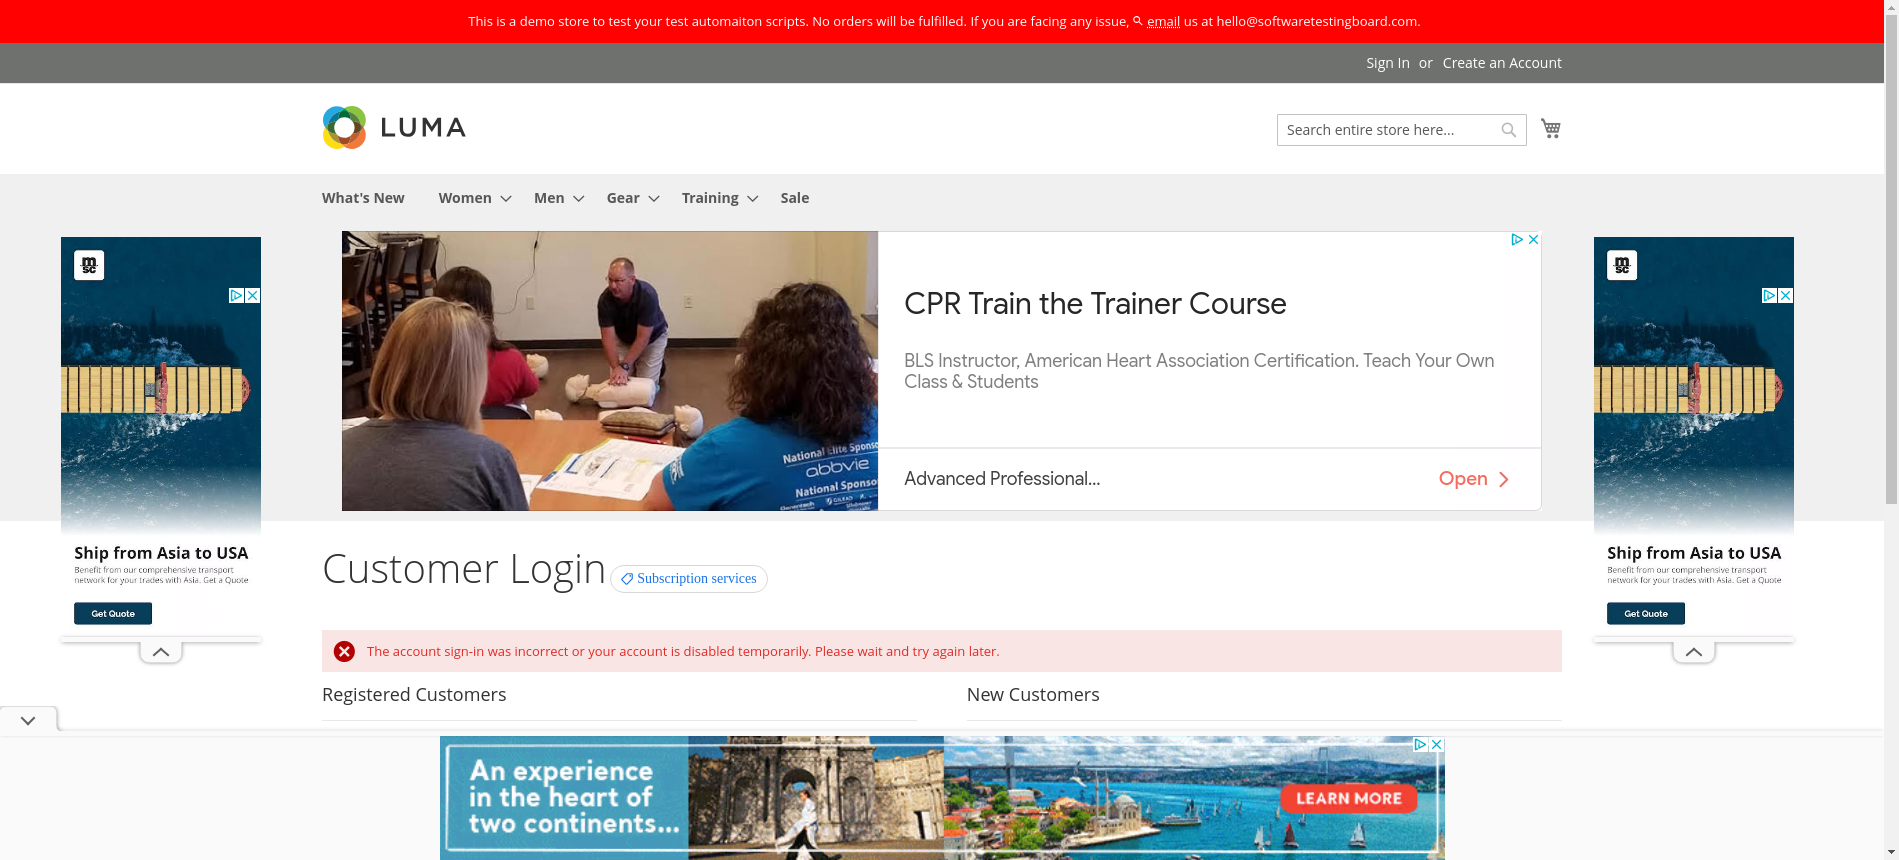 This is a demo store to test your test automaiton scripts. No orders will be fulfilled. If you are facing any issue, email us at hello@softwaretestingboard.com.
Sign In or Create an Account
LUMA
Search entire store here...
What's New Women Men Gear Training Sale
msc
Ship from Asia to USA
Benefit from our comprehensive transport
network for your trades with Asia. Get a Quote
Get Quote
National Elite Sponso
abbvie
National Sponso
CPR Train the Trainer Course
BLS Instructor, American Heart Association Certification. Teach Your Own
Class & Students
Advanced Professional...
Open
msc
Ship from Asia to USA
Benefit from our comprehensive transport
network for your trades with Asia. Get a Quote
Get Quote
Customer Login
Subscription services
The account sign-in was incorrect or your account is disabled temporarily. Please wait and try again later.
Registered Customers
New Customers
An experience
in the heart of
two continents...
LEARN MORE